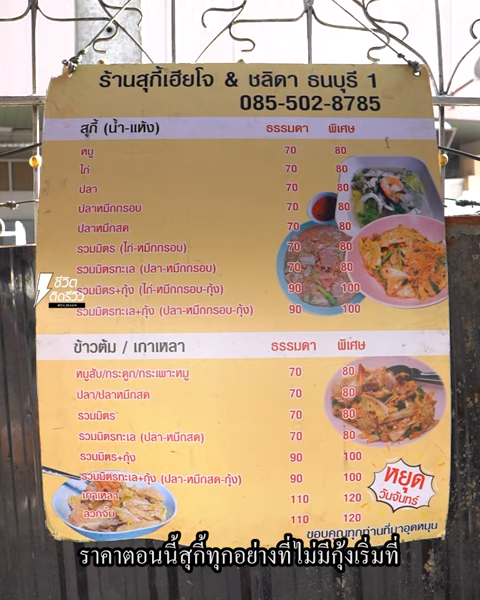 ร้านสุกี้เฮียโจ & ชลิดา ธนบุรี 1
085-502-8785
สุกี้ (น้ำ-แห้ง) ธรรมดา พิเศษ
หมู 70 80
ไก่ 70 80
ปลา 70 80
ปลาหมึกกรอบ 70 80
ปลาหมึกสด 70 80
รวมมิตร (ไก่-หมึกกรอบ) 70 80
รวมมิตรทะเล (ปลา-หมึกกรอบ) 70 80
รวมมิตร+กุ้ง (ไก่-หมึกกรอบ-กุ้ง) 90 100
รวมมิตรทะเล+กุ้ง (ปลา-หมึกกรอบ-กุ้ง) 90 100
ชีวิต
ติดรีวิว
ข้าวต้ม / เกาเหลา ธรรมดา พิเศษ
หมูสับ/กระดูก/กระเพาะหมู 70 80
ปลา/ปลาหมึกสด 70 80
รวมมิตร 70 80
รวมมิตรทะเล (ปลา-หมึกสด) 70 80
รวมมิตร+กุ้ง 90 100
รวมมิตรทะเล+กุ้ง (ปลา-หมึกสด-กุ้ง) 90 100
เกาเหลา 110 120
ลวกจิ้ม 110 120
หยุด
วันจันทร์
ขอบคุณทุกท่านที่มาอุดหนุน
ราคาตอนนี้สุกี้ทุกอย่างที่ไม่มีกุ้งเริ่มที่